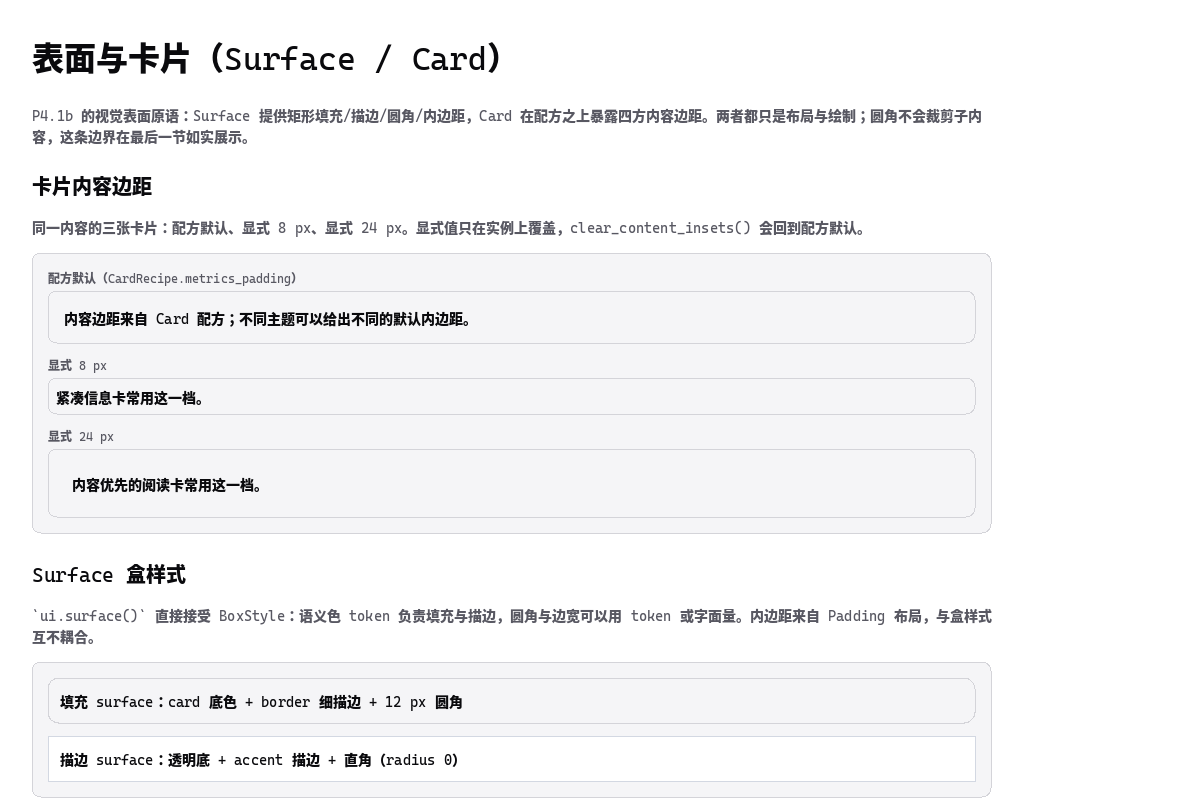 表面与卡片（Surface / Card）
P4.1b 的视觉表面原语：Surface 提供矩形填充/描边/圆角/内边距，Card 在配方之上暴露四方内容边距。两者都只是布局与绘制；圆角不会裁剪子内
容，这条边界在最后一节如实展示。
卡片内容边距
同一内容的三张卡片：配方默认、显式 8 px、显式 24 px。显式值只在实例上覆盖，clear_content_insets() 会回到配方默认。
配方默认（CardRecipe.metrics_padding）
内容边距来自 Card 配方；不同主题可以给出不同的默认内边距。
显式 8 px
紧凑信息卡常用这一档。
显式 24 px
内容优先的阅读卡常用这一档。
Surface 盒样式
`ui.surface()` 直接接受 BoxStyle：语义色 token 负责填充与描边，圆角与边宽可以用 token 或字面量。内边距来自 Padding 布局，与盒样式
互不耦合。
填充 surface：card 底色 + border 细描边 + 12 px 圆角
描边 surface：透明底 + accent 描边 + 直角（radius 0）